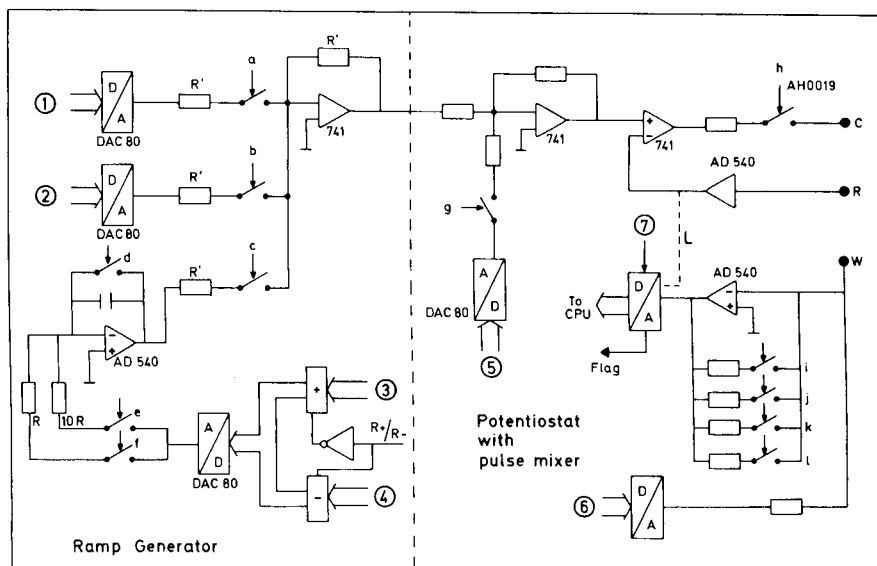 a
R'
1
D
A
DAC 80
R'
741
b
2
D
A
DAC 80
R'
c
d
R'
-
+
AD 540
R
10 R
e
f
A
D
DAC 80
+
3
R+/R-
-
4
Ramp Generator
741
+
-
741
h
AH0019
C
AD 540
R
g
L
W
7
A
D
DAC 80
5
D
A
To
CPU
Flag
AD 540
-
+
i
j
k
l
Potentiostat
with
pulse mixer
6
D
A